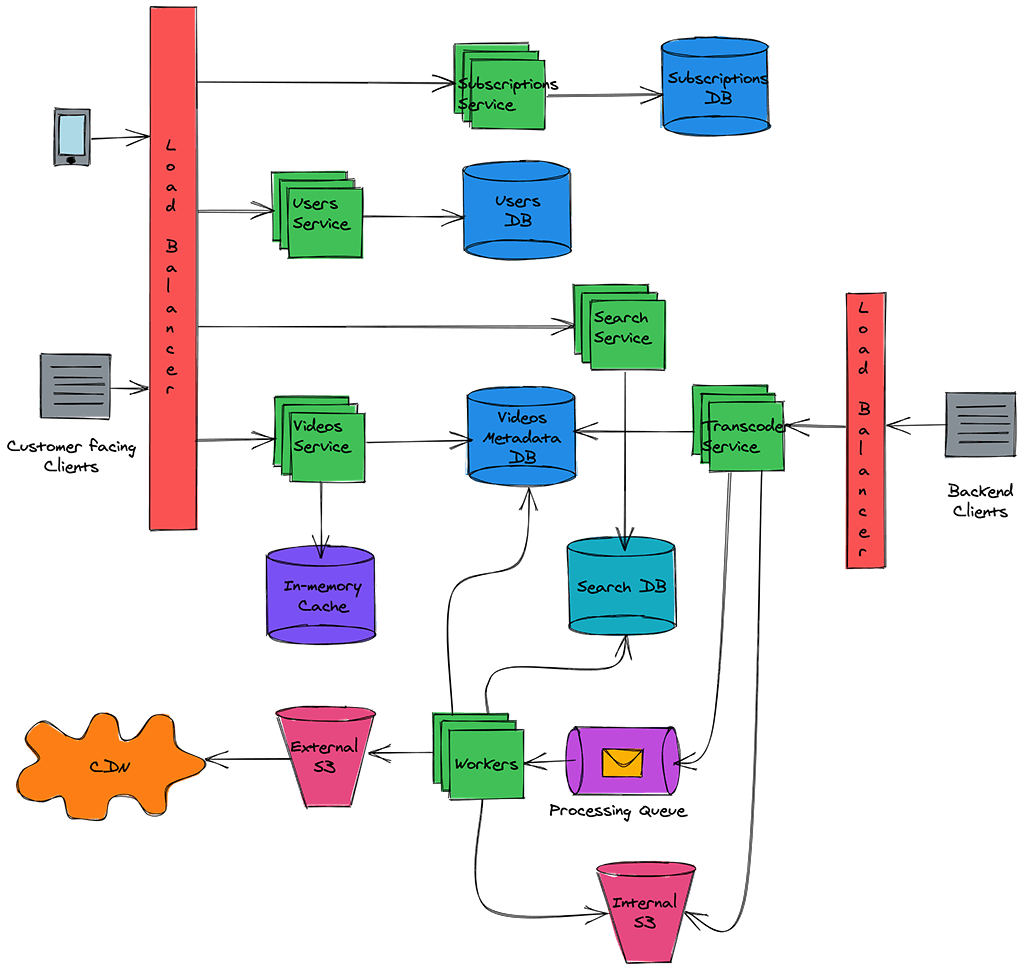 Subscriptions
Service
Subscriptions
DB
Load Balancer
Users
Service
Users
DB
Search
Service
Load Balancer
Videos
Service
Videos
Metadata
DB
Transcode
Service
Customer facing
Clients
Backend
Clients
In-memory
Cache
Search DB
External
S3
CDN
Workers
Processing Queue
Internal
S3